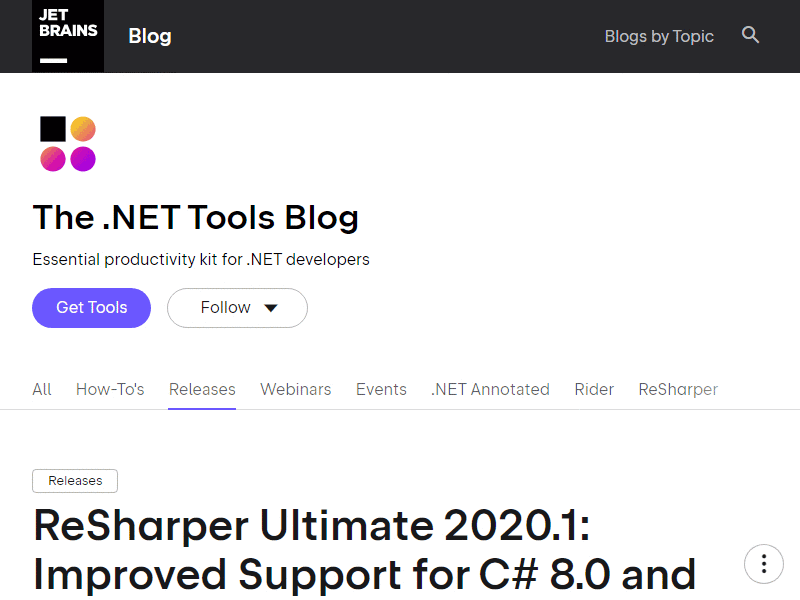 JET
BRAINS
Blog
Blogs by Topic
The .NET Tools Blog
Essential productivity kit for .NET developers
Get Tools
Follow
All How-To's Releases Webinars Events .NET Annotated Rider ReSharper
Releases
ReSharper Ultimate 2020.1:
Improved Support for C# 8.0 and